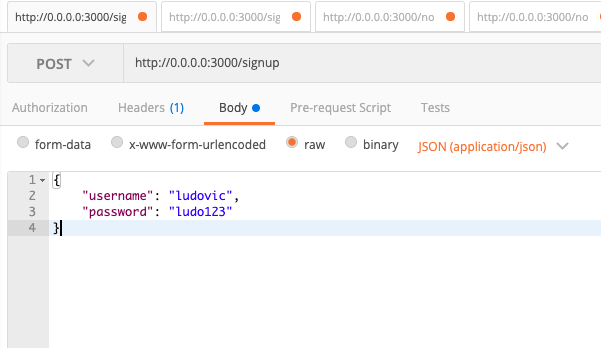 http://0.0.0.0:3000/sig http://0.0.0.0:3000/sig http://0.0.0.0:3000/no http://0.0.0.0:3000/no
POST http://0.0.0.0:3000/signup
Authorization Headers (1) Body Pre-request Script Tests
form-data x-www-form-urlencoded raw binary JSON (application/json)
1 {
2 "username": "ludovic",
3 "password": "ludo123"
4 }